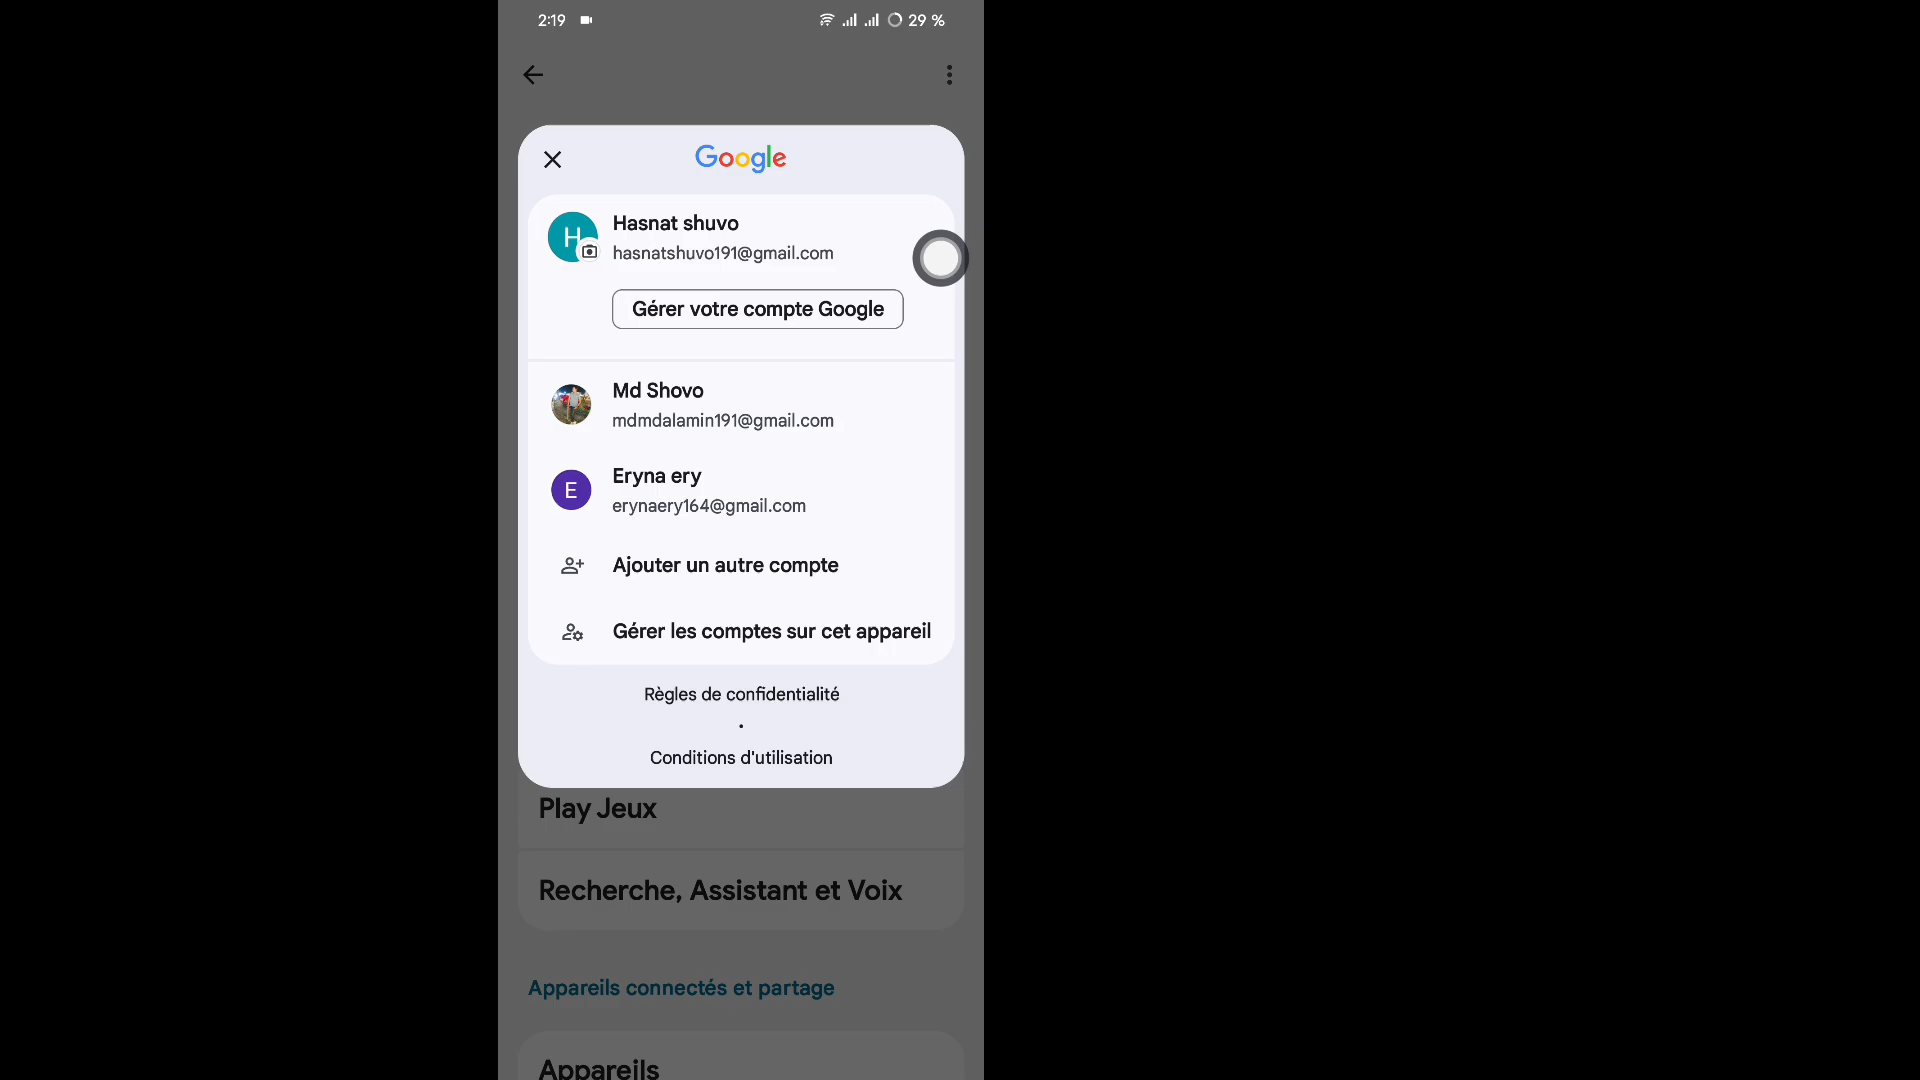 2:19
29 %
Google
Hasnat shuvo
H
hasnatshuvo191@gmail.com
Gérer votre compte Google
Md Shovo
mdmdalamin191@gmail.com
Eryna ery
E
erynaery164@gmail.com
Ajouter un autre compte
Gérer les comptes sur cet appareil
Règles de confidentialité
•
Conditions d'utilisation
Play Jeux
Recherche, Assistant et Voix
Appareils connectés et partage
Appareils